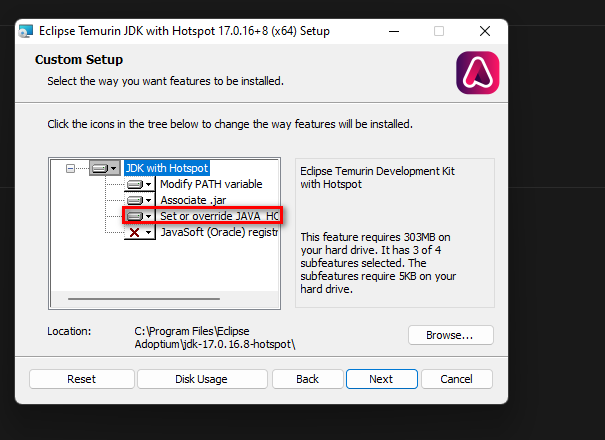 Eclipse Temurin JDK with Hotspot 17.0.16+8 (x64) Setup
Custom Setup
Select the way you want features to be installed.
Click the icons in the tree below to change the way features will be installed.
JDK with Hotspot
Modify PATH variable
Associate .jar
Set or override JAVA_HO
JavaSoft (Oracle) registr
Eclipse Temurin Development Kit
with Hotspot
This feature requires 303MB on
your hard drive. It has 3 of 4
subfeatures selected. The
subfeatures require 5KB on your
hard drive.
Location:
C:\Program Files\Eclipse
Adoptium\jdk-17.0.16.8-hotspot\
Browse...
Reset
Disk Usage
Back
Next
Cancel